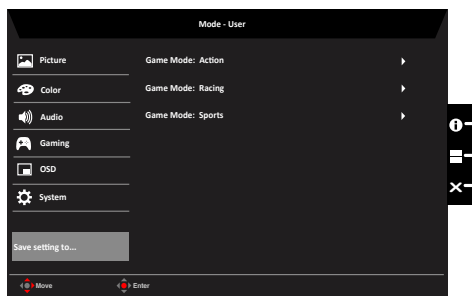 Mode - User
Picture
Game Mode: Action
Color
Game Mode: Racing
Audio
Game Mode: Sports
Gaming
OSD
System
Save setting to...
Move
Enter